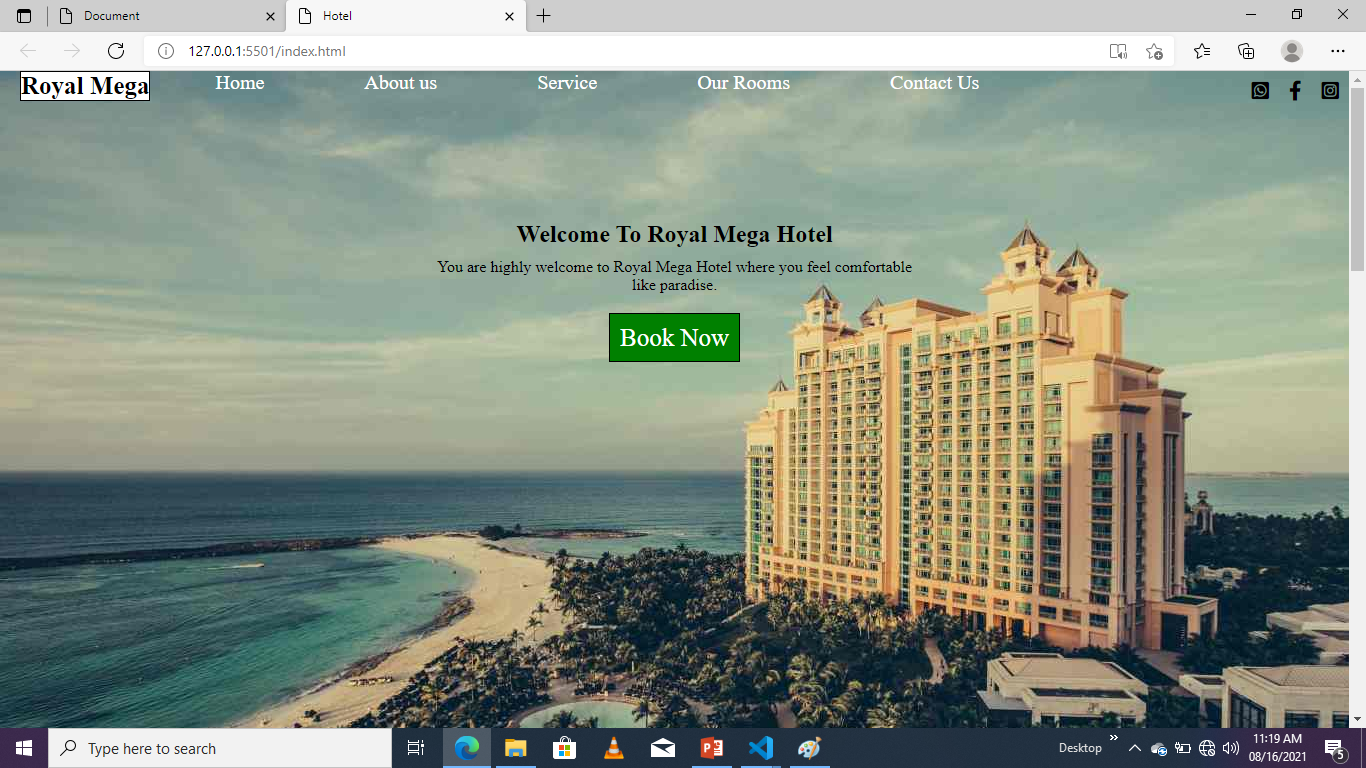 Document
Hotel
127.0.0.1:5501/index.html
Royal Mega
Home
About us
Service
Our Rooms
Contact Us
Welcome To Royal Mega Hotel
You are highly welcome to Royal Mega Hotel where you feel comfortable
like paradise.
Book Now
Type here to search
Desktop
11:19 AM
08/16/2021
5